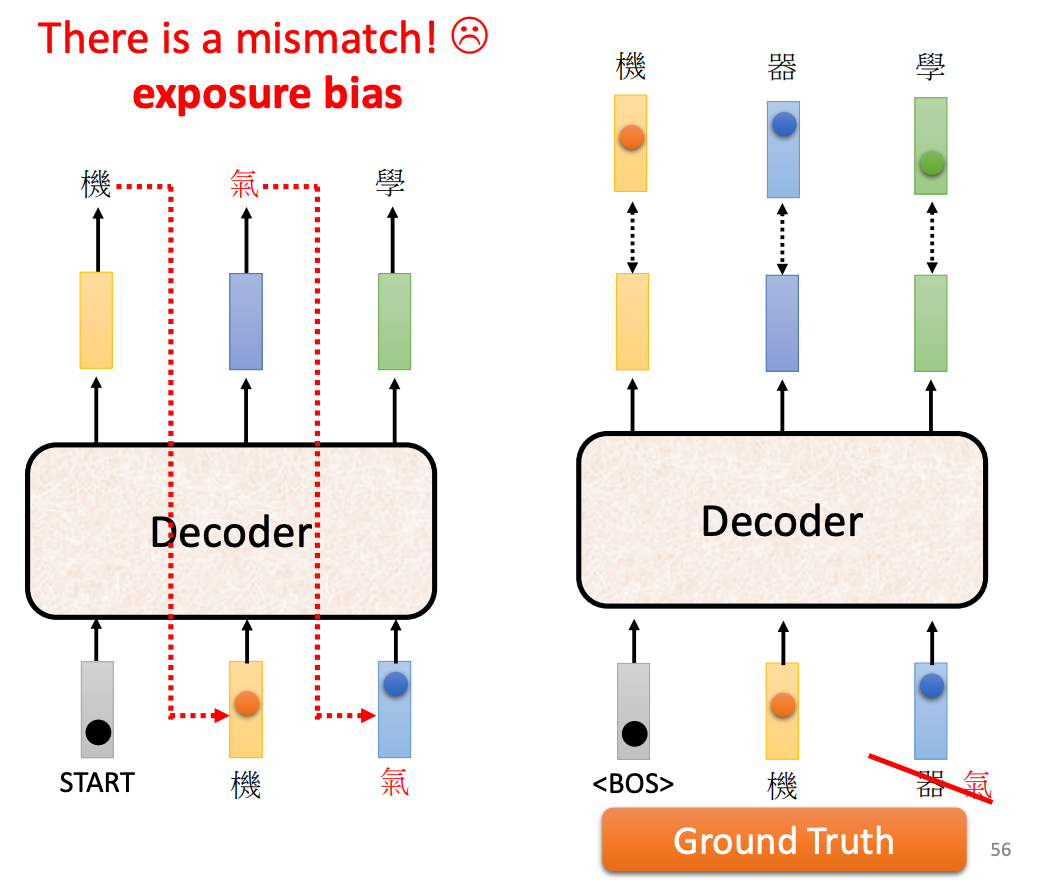 There is a mismatch! ☹
exposure bias
機 氣 學
Decoder
START 機 氣
機 器 學
Decoder
<BOS> 機 器 氣
Ground Truth
56